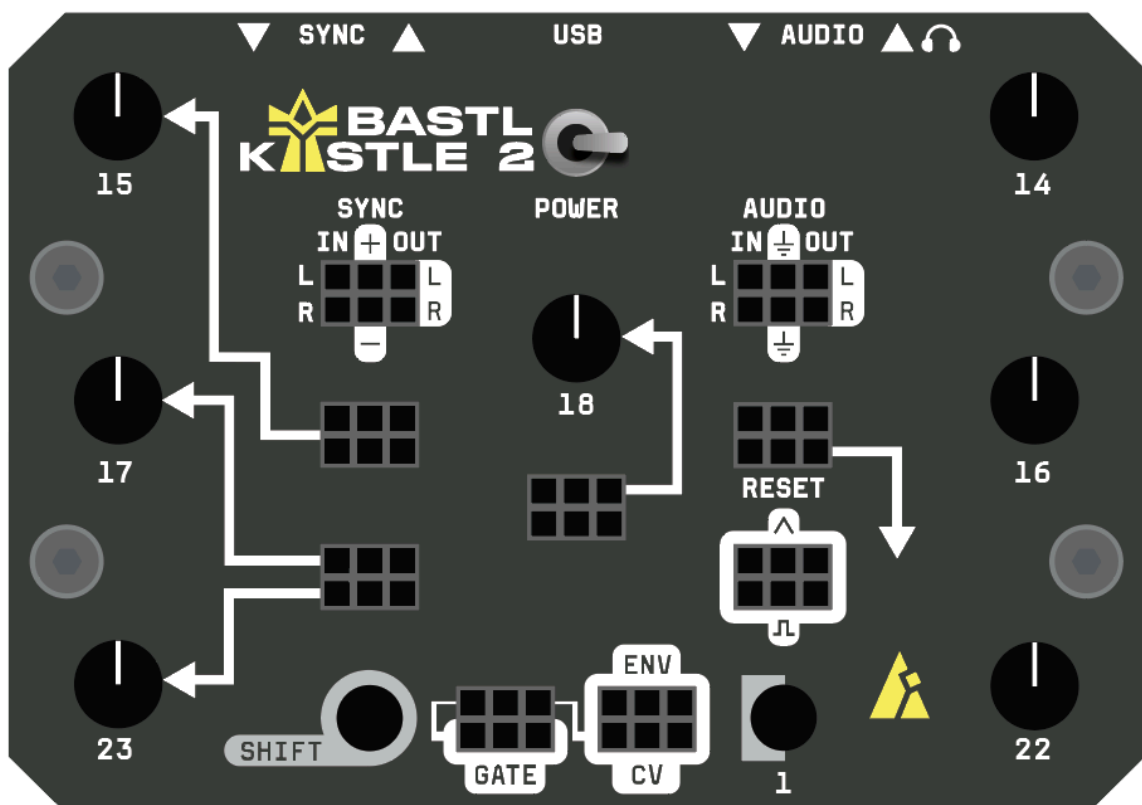 SYNC USB AUDIO
BASTL
KASTLE 2
15
14
SYNC POWER AUDIO
IN + OUT
IN OUT
L L
L L
R R
R R
−
18
17
16
RESET
ENV
SHIFT
GATE
CV
23
1
22